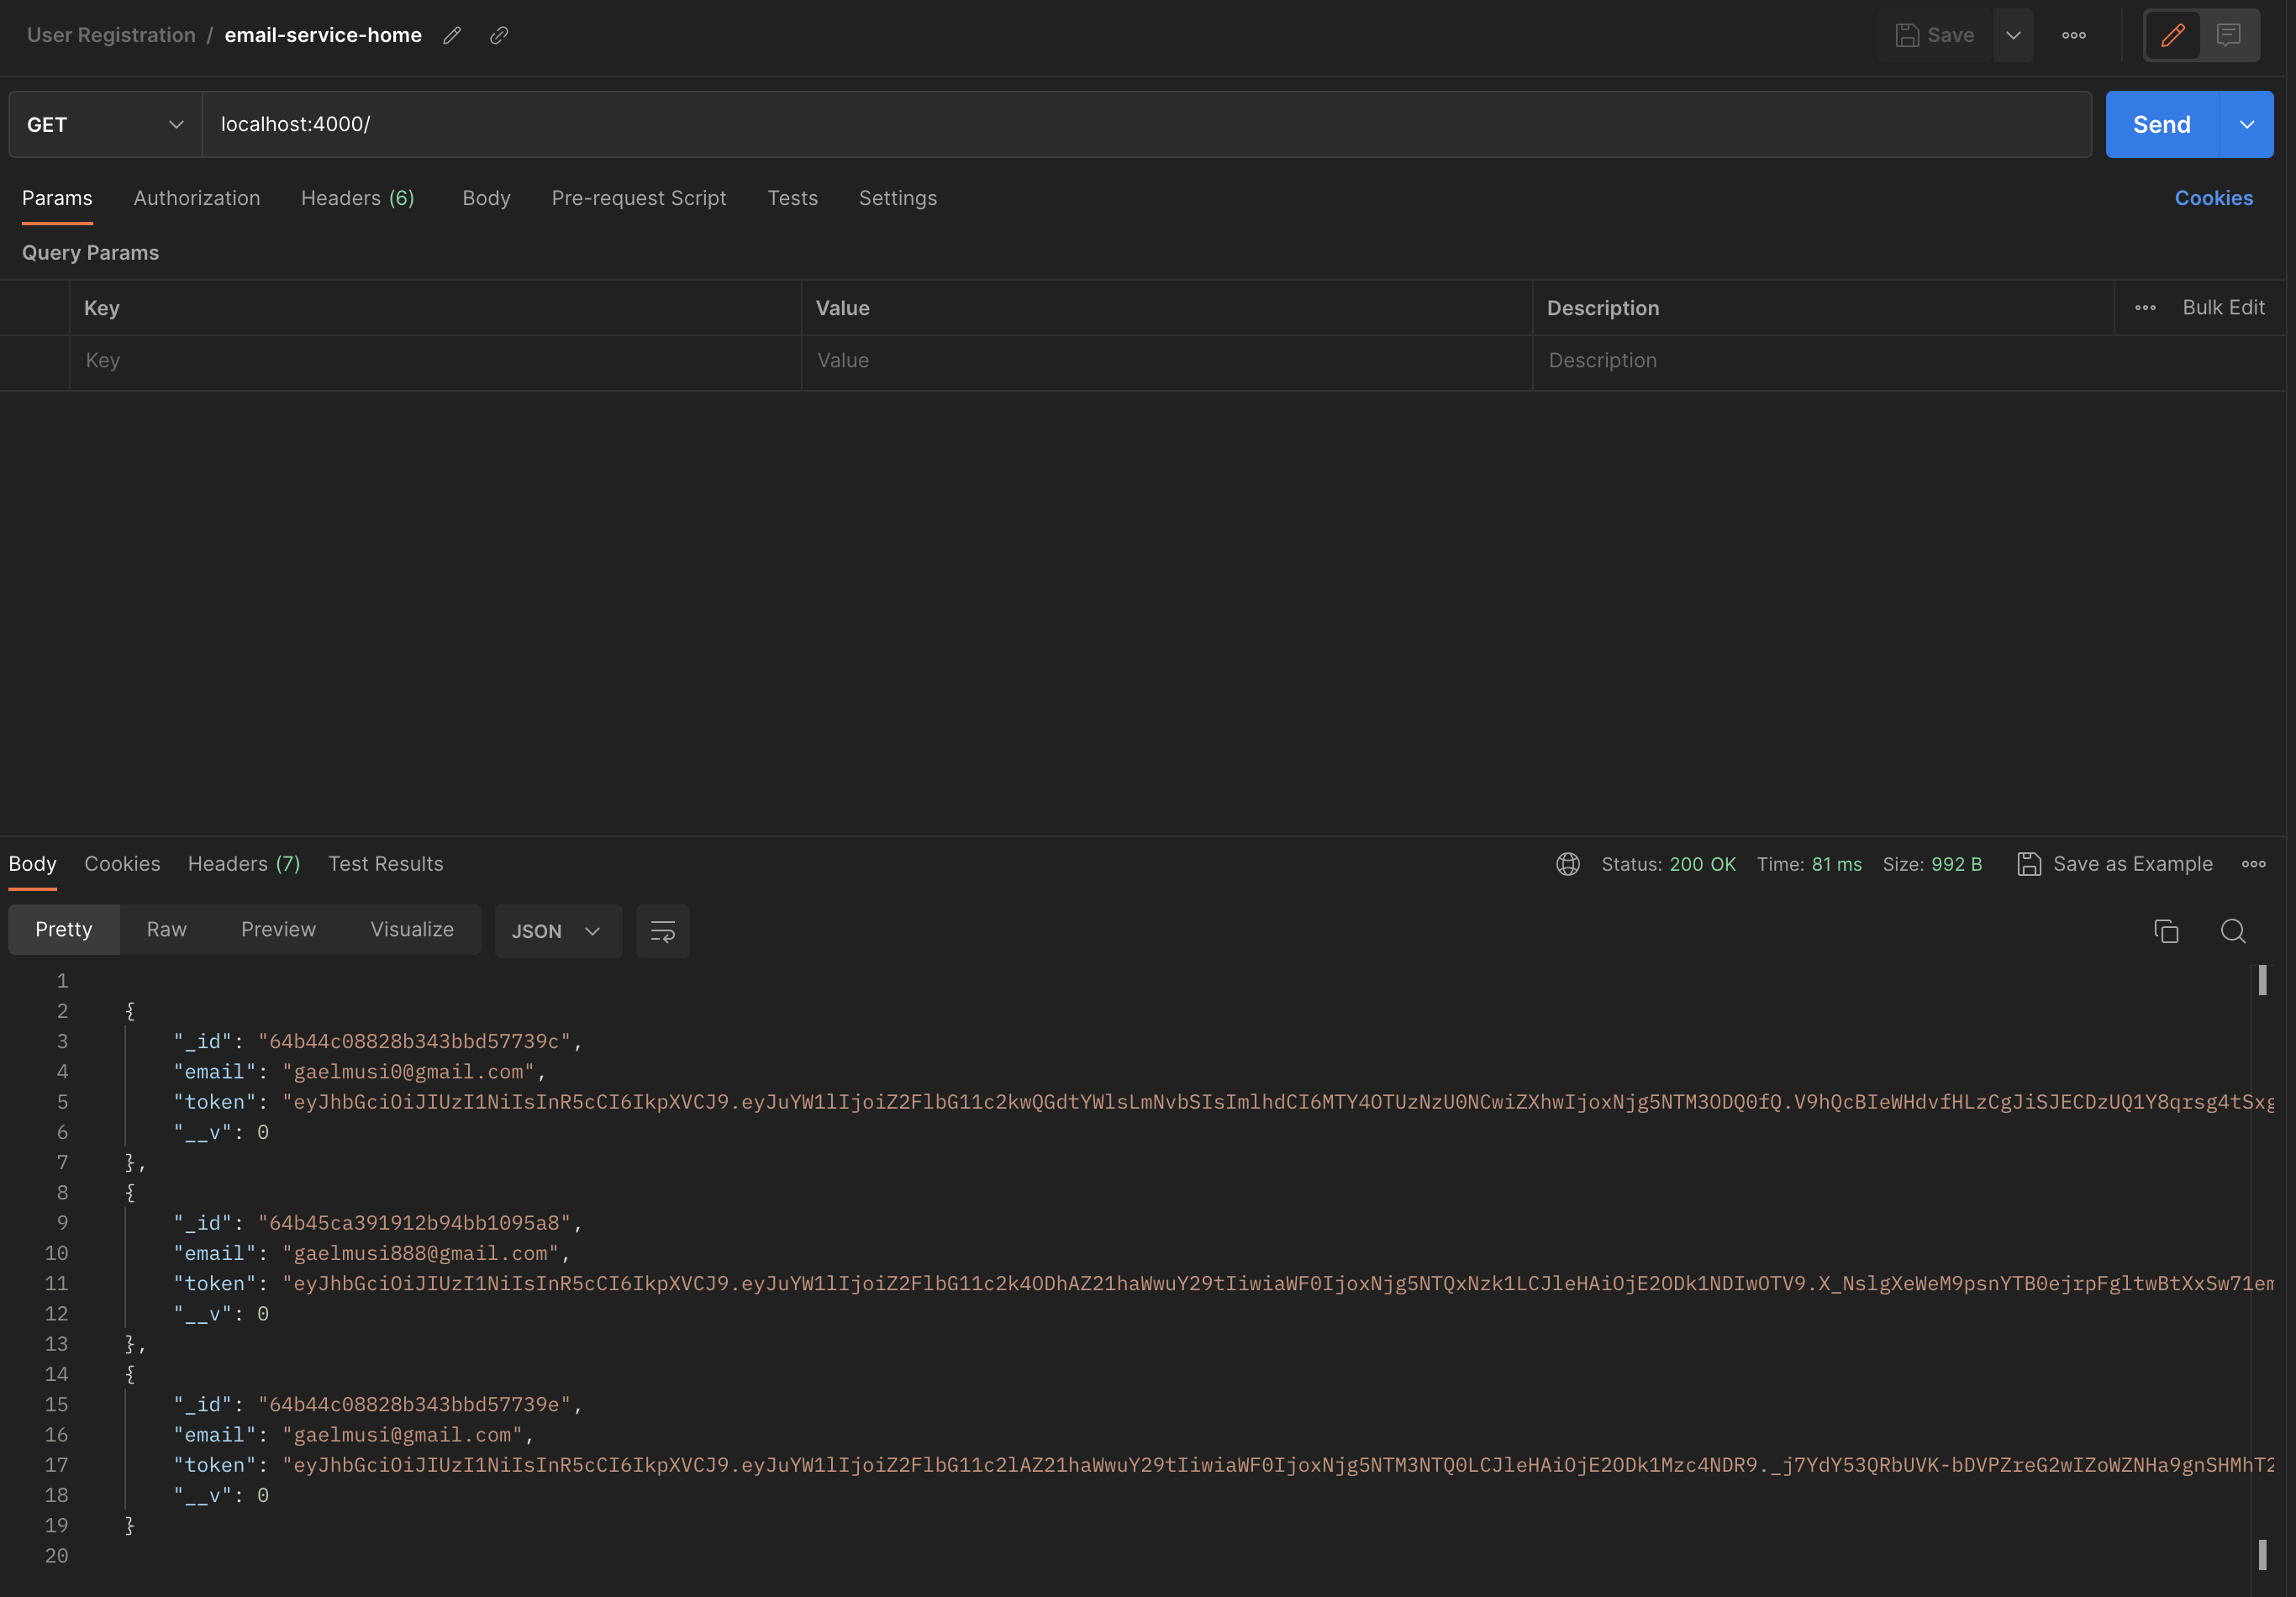 User Registration / email-service-home
Save
GET localhost:4000/ Send
Params Authorization Headers (6) Body Pre-request Script Tests Settings Cookies
Query Params
Key Value Description Bulk Edit
Key Value Description
Body Cookies Headers (7) Test Results Status: 200 OK Time: 81 ms Size: 992 B Save as Example
Pretty Raw Preview Visualize JSON
1
2 {
3 "_id": "64b44c08828b343bbd57739c",
4 "email": "gaelmusi0@gmail.com",
5 "token": "eyJhbGciOiJIUzI1NiIsInR5cCI6IkpXVCJ9.eyJuYW1lIjoiZ2FlbG11c2kwQGdtYWlsLmNvbSIsImlhdCI6MTY4OTUzNzU0NCwiZXhwIjoxNjg5NTM3ODQ0fQ.V9hQcBIeWHdvfHLzCgJiSJECDzUQ1Y8qrsg4tSxg
6 "__v": 0
7 },
8 {
9 "_id": "64b45ca391912b94bb1095a8",
10 "email": "gaelmusi888@gmail.com",
11 "token": "eyJhbGciOiJIUzI1NiIsInR5cCI6IkpXVCJ9.eyJuYW1lIjoiZ2FlbG11c2k4ODhAZ21haWwuY29tIiwiaWF0IjoxNjg5NTQxNzk1LCJleHAiOjE2ODk1NDIwOTV9.X_NslgXeWeM9psnYTB0ejrpFgltwBtXxSw71em
12 "__v": 0
13 },
14 {
15 "_id": "64b44c08828b343bbd57739e",
16 "email": "gaelmusi@gmail.com",
17 "token": "eyJhbGciOiJIUzI1NiIsInR5cCI6IkpXVCJ9.eyJuYW1lIjoiZ2FlbG11c2lAZ21haWwuY29tIiwiaWF0IjoxNjg5NTM3NTQ0LCJleHAiOjE2ODk1Mzc4NDR9._j7YdY53QRbUVK-bDVPZreG2wIZoWZNHa9gnSHMhT2
18 "__v": 0
19 }
20